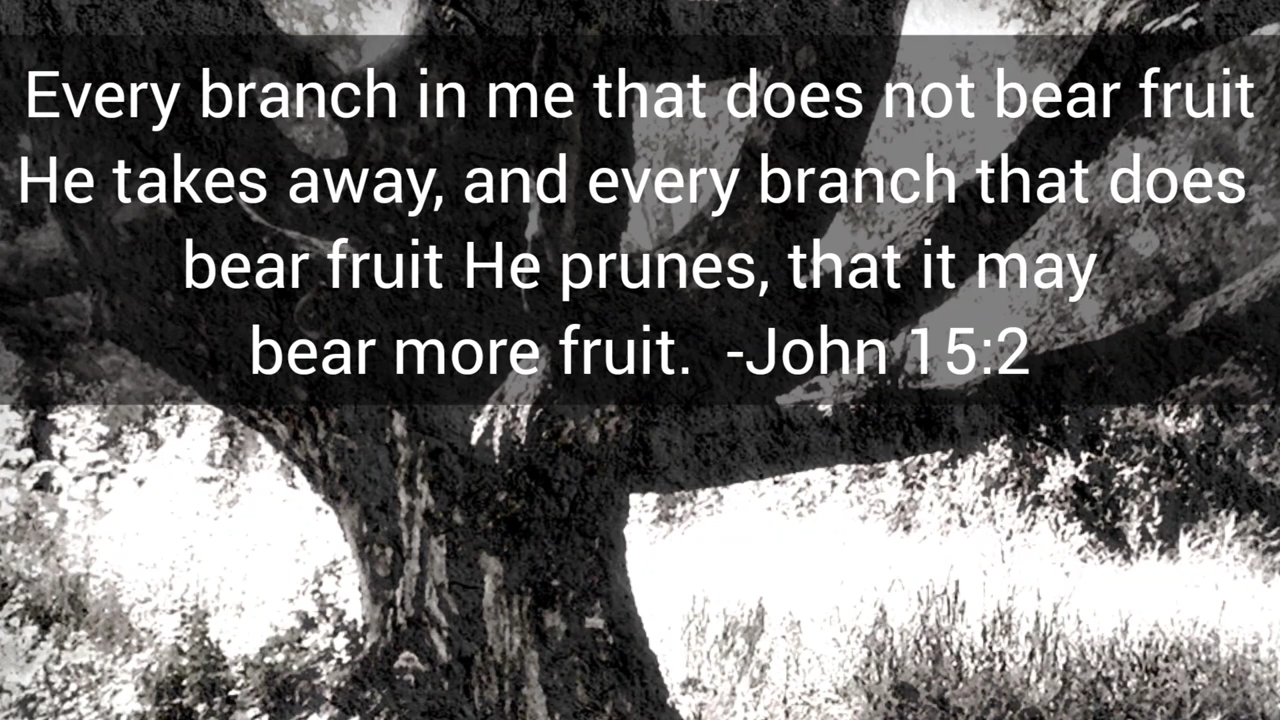 Every branch in me that does not bear fruit
He takes away, and every branch that does
bear fruit He prunes, that it may
bear more fruit.  -John 15:2